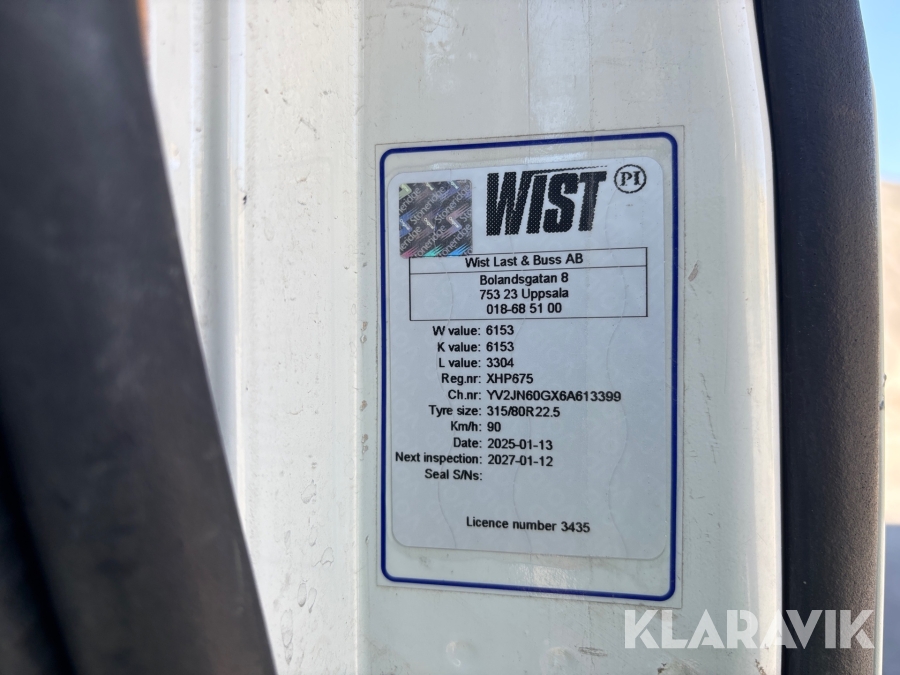 WIST PI
Stoneridge
Stoneridge
Wist Last & Buss AB
Bolandsgatan 8
753 23 Uppsala
018-68 51 00
W value: 6153
K value: 6153
L value: 3304
Reg.nr: XHP675
Ch.nr: YV2JN60GX6A613399
Tyre size: 315/80R22.5
Km/h: 90
Date: 2025-01-13
Next inspection: 2027-01-12
Seal S/Ns:
Licence number 3435
KLARAVIK